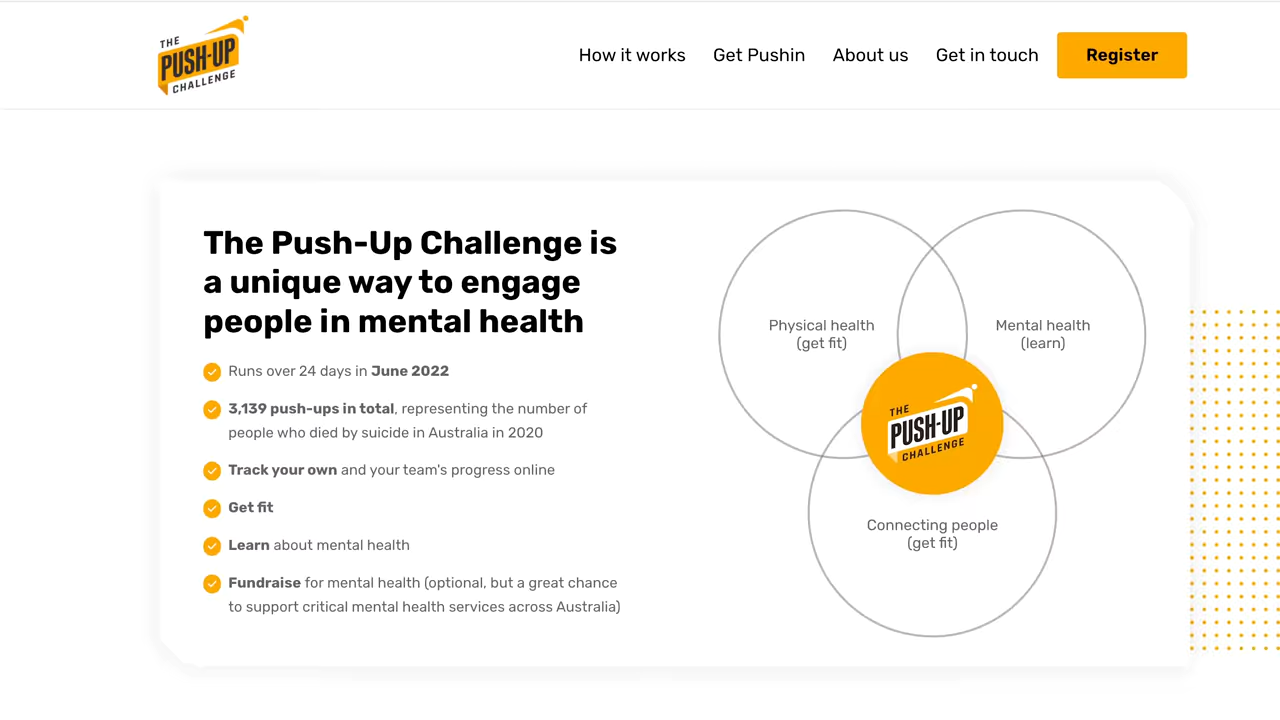 THE
PUSH-UP
CHALLENGE
How it works
Get Pushin
About us
Get in touch
Register
The Push-Up Challenge is
a unique way to engage
people in mental health
Runs over 24 days in June 2022
3,139 push-ups in total, representing the number of
people who died by suicide in Australia in 2020
Track your own and your team's progress online
Get fit
Learn about mental health
Fundraise for mental health (optional, but a great chance
to support critical mental health services across Australia)
Physical health
(get fit)
Mental health
(learn)
THE
PUSH-UP
CHALLENGE
Connecting people
(get fit)